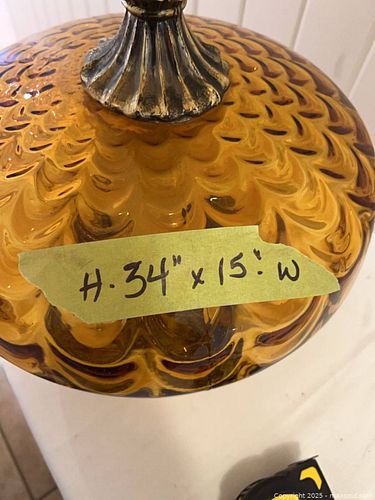 H. 34" x 15". W
Copyright 2025 - maxsold.com